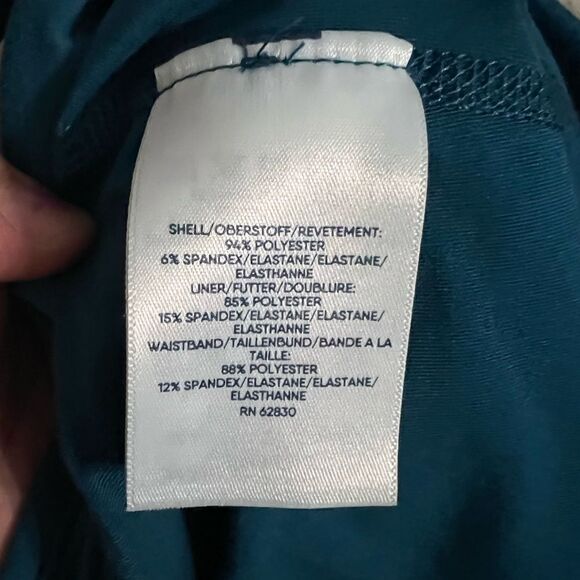 SHELL/OBERSTOFF/REVETEMENT:
94% POLYESTER
6% SPANDEX/ELASTANE/ELASTANE/
ELASTHANNE
LINER/FUTTER/DOUBLURE:
85% POLYESTER
15% SPANDEX/ELASTANE/ELASTANE/
ELASTHANNE
WAISTBAND/TAILLENBUND/BANDE A LA
TAILLE:
88% POLYESTER
12% SPANDEX/ELASTANE/ELASTANE/
ELASTHANNE
RN 62830